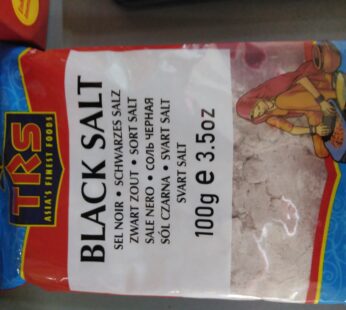 TRS
ASIA'S FINEST FOODS
BLACK SALT
SEL NOIR • SCHWARZES SALZ
ZWART ZOUT • SORT SALT
SALE NERO • СОЛЬ ЧЕРНАЯ
SÓL CZARNA • SVART SALT
SVART SALT
100g e 3.5oz